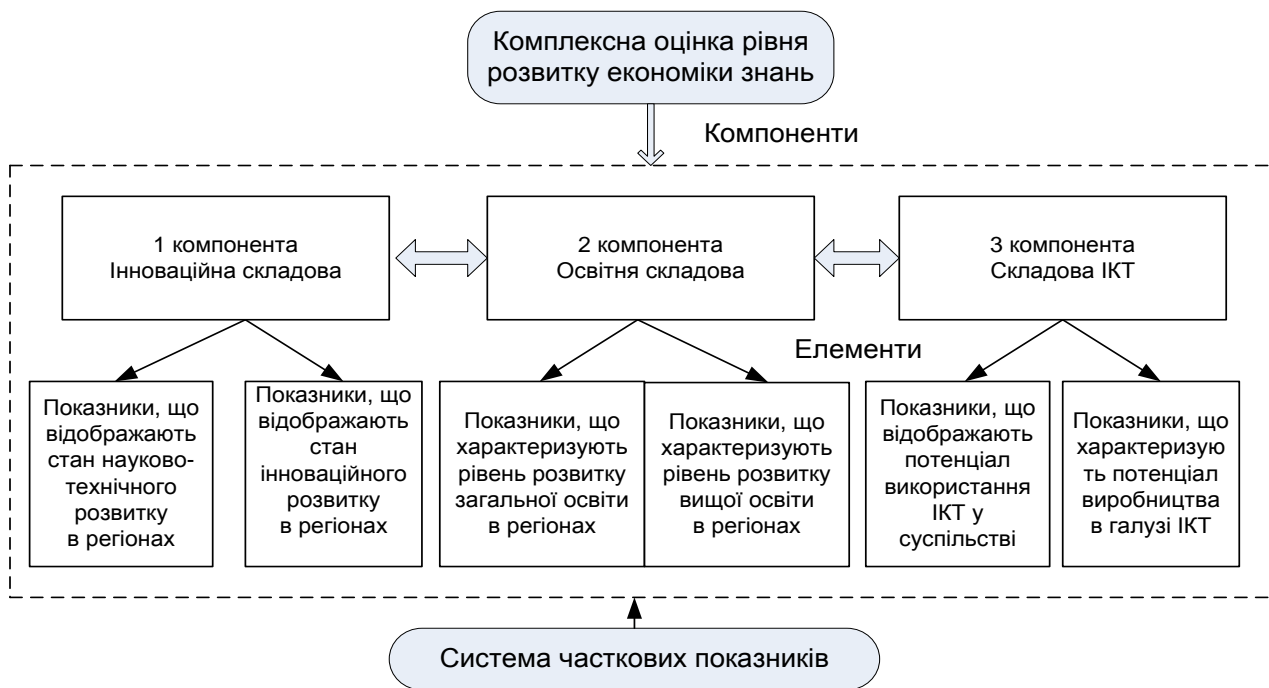 Комплексна оцінка рівня
розвитку економіки знань
Компоненти
1 компонента
Інноваційна складова
2 компонента
Освітня складова
3 компонента
Складова ІКТ
Елементи
Показники, що
відображають
стан науково-
технічного
розвитку
в регіонах
Показники, що
відображають
стан
інноваційного
розвитку
в регіонах
Показники, що
характеризують
рівень розвитку
загальної освіти
в регіонах
Показники, що
характеризують
рівень розвитку
вищої освіти
в регіонах
Показники, що
відображають
потенціал
використання
ІКТ у
суспільстві
Показники, що
характеризую
ть потенціал
виробництва
в галузі ІКТ
Система часткових показників